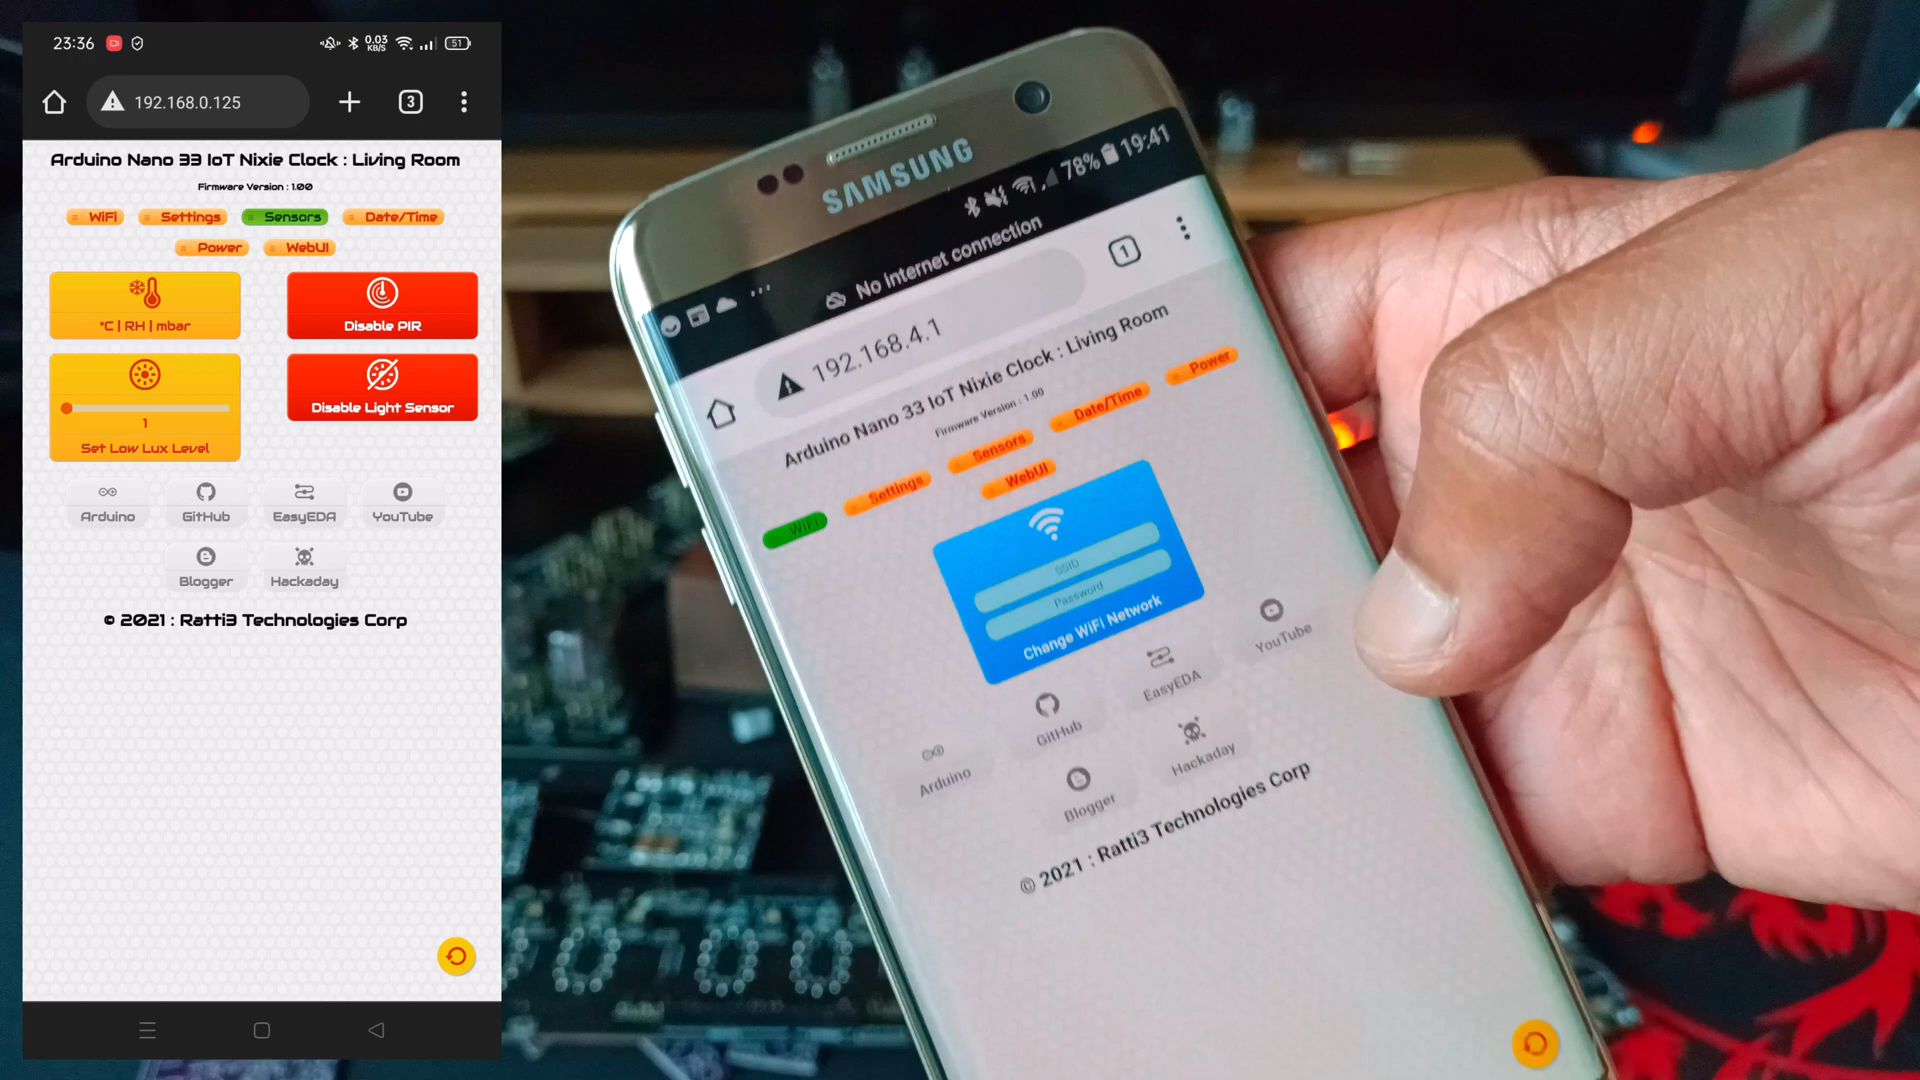 23:36
0.03 KB/S
51
192.168.0.125
3
Arduino Nano 33 IoT Nixie Clock : Living Room
Firmware Version : 1.00
WiFi Settings Sensors Date/Time
Power WebUI
°C | RH | mbar
Disable PIR
1
Set Low Lux Level
Disable Light Sensor
Arduino GitHub EasyEDA YouTube
Blogger Hackaday
© 2021 : Ratti3 Technologies Corp
SAMSUNG
78% 19:41
No internet connection
192.168.4.1
1
Arduino Nano 33 IoT Nixie Clock : Living Room
Firmware Version : 1.00
WiFi Settings Sensors Date/Time Power
WebUI
SSID
Password
Change WiFi Network
Arduino GitHub EasyEDA YouTube
Blogger Hackaday
© 2021 : Ratti3 Technologies Corp